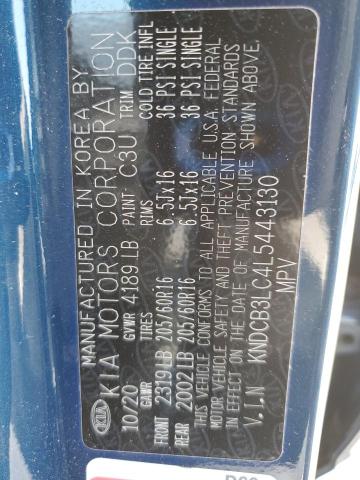 MANUFACTURED IN KOREA BY
KIA KIA MOTORS CORPORATION
10/20 GVWR 4189 LB PAINT: C3U TRIM DDK
GAWR TIRES RIMS COLD TIRE INFL
FRONT 2319 LB 205/60R16 6.5JX16 36 PSI SINGLE
REAR 2002 LB 205/60R16 6.5JX16 36 PSI SINGLE
THIS VEHICLE CONFORMS TO ALL APPLICABLE U.S.A. FEDERAL
MOTOR VEHICLE SAFETY AND THEFT PREVENTION STANDARDS
IN EFFECT ON THE DATE OF MANUFACTURE SHOWN ABOVE.
V.I.N KNDCB3LC4L5443130
MPV